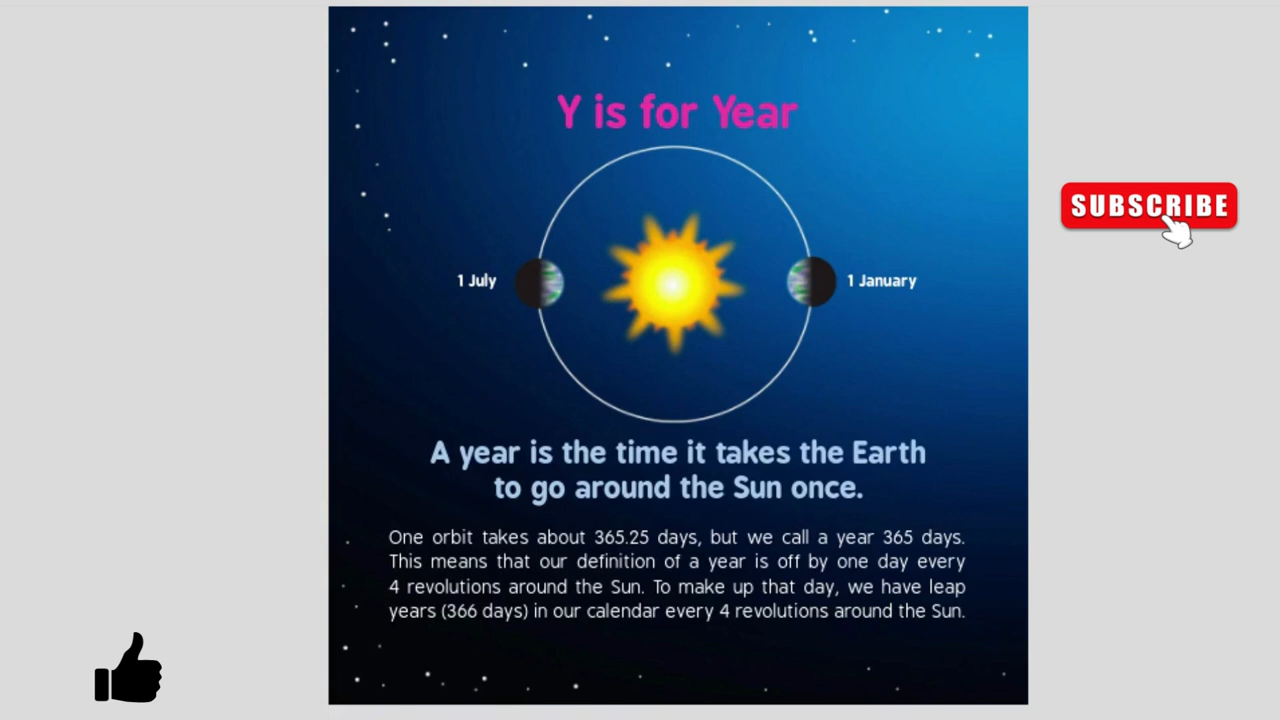 Y is for Year
SUBSCRIBE
1 July
1 January
A year is the time it takes the Earth
to go around the Sun once.
One orbit takes about 365.25 days, but we call a year 365 days.
This means that our definition of a year is off by one day every
4 revolutions around the Sun. To make up that day, we have leap
years (366 days) in our calendar every 4 revolutions around the Sun.